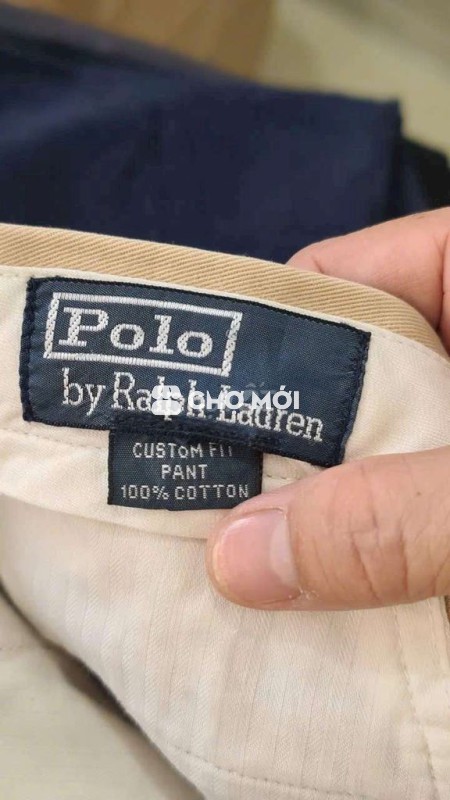 Polo
by Ralph Lauren
CHỢ MỚI
CUSTOM FIT
PANT
100% COTTON